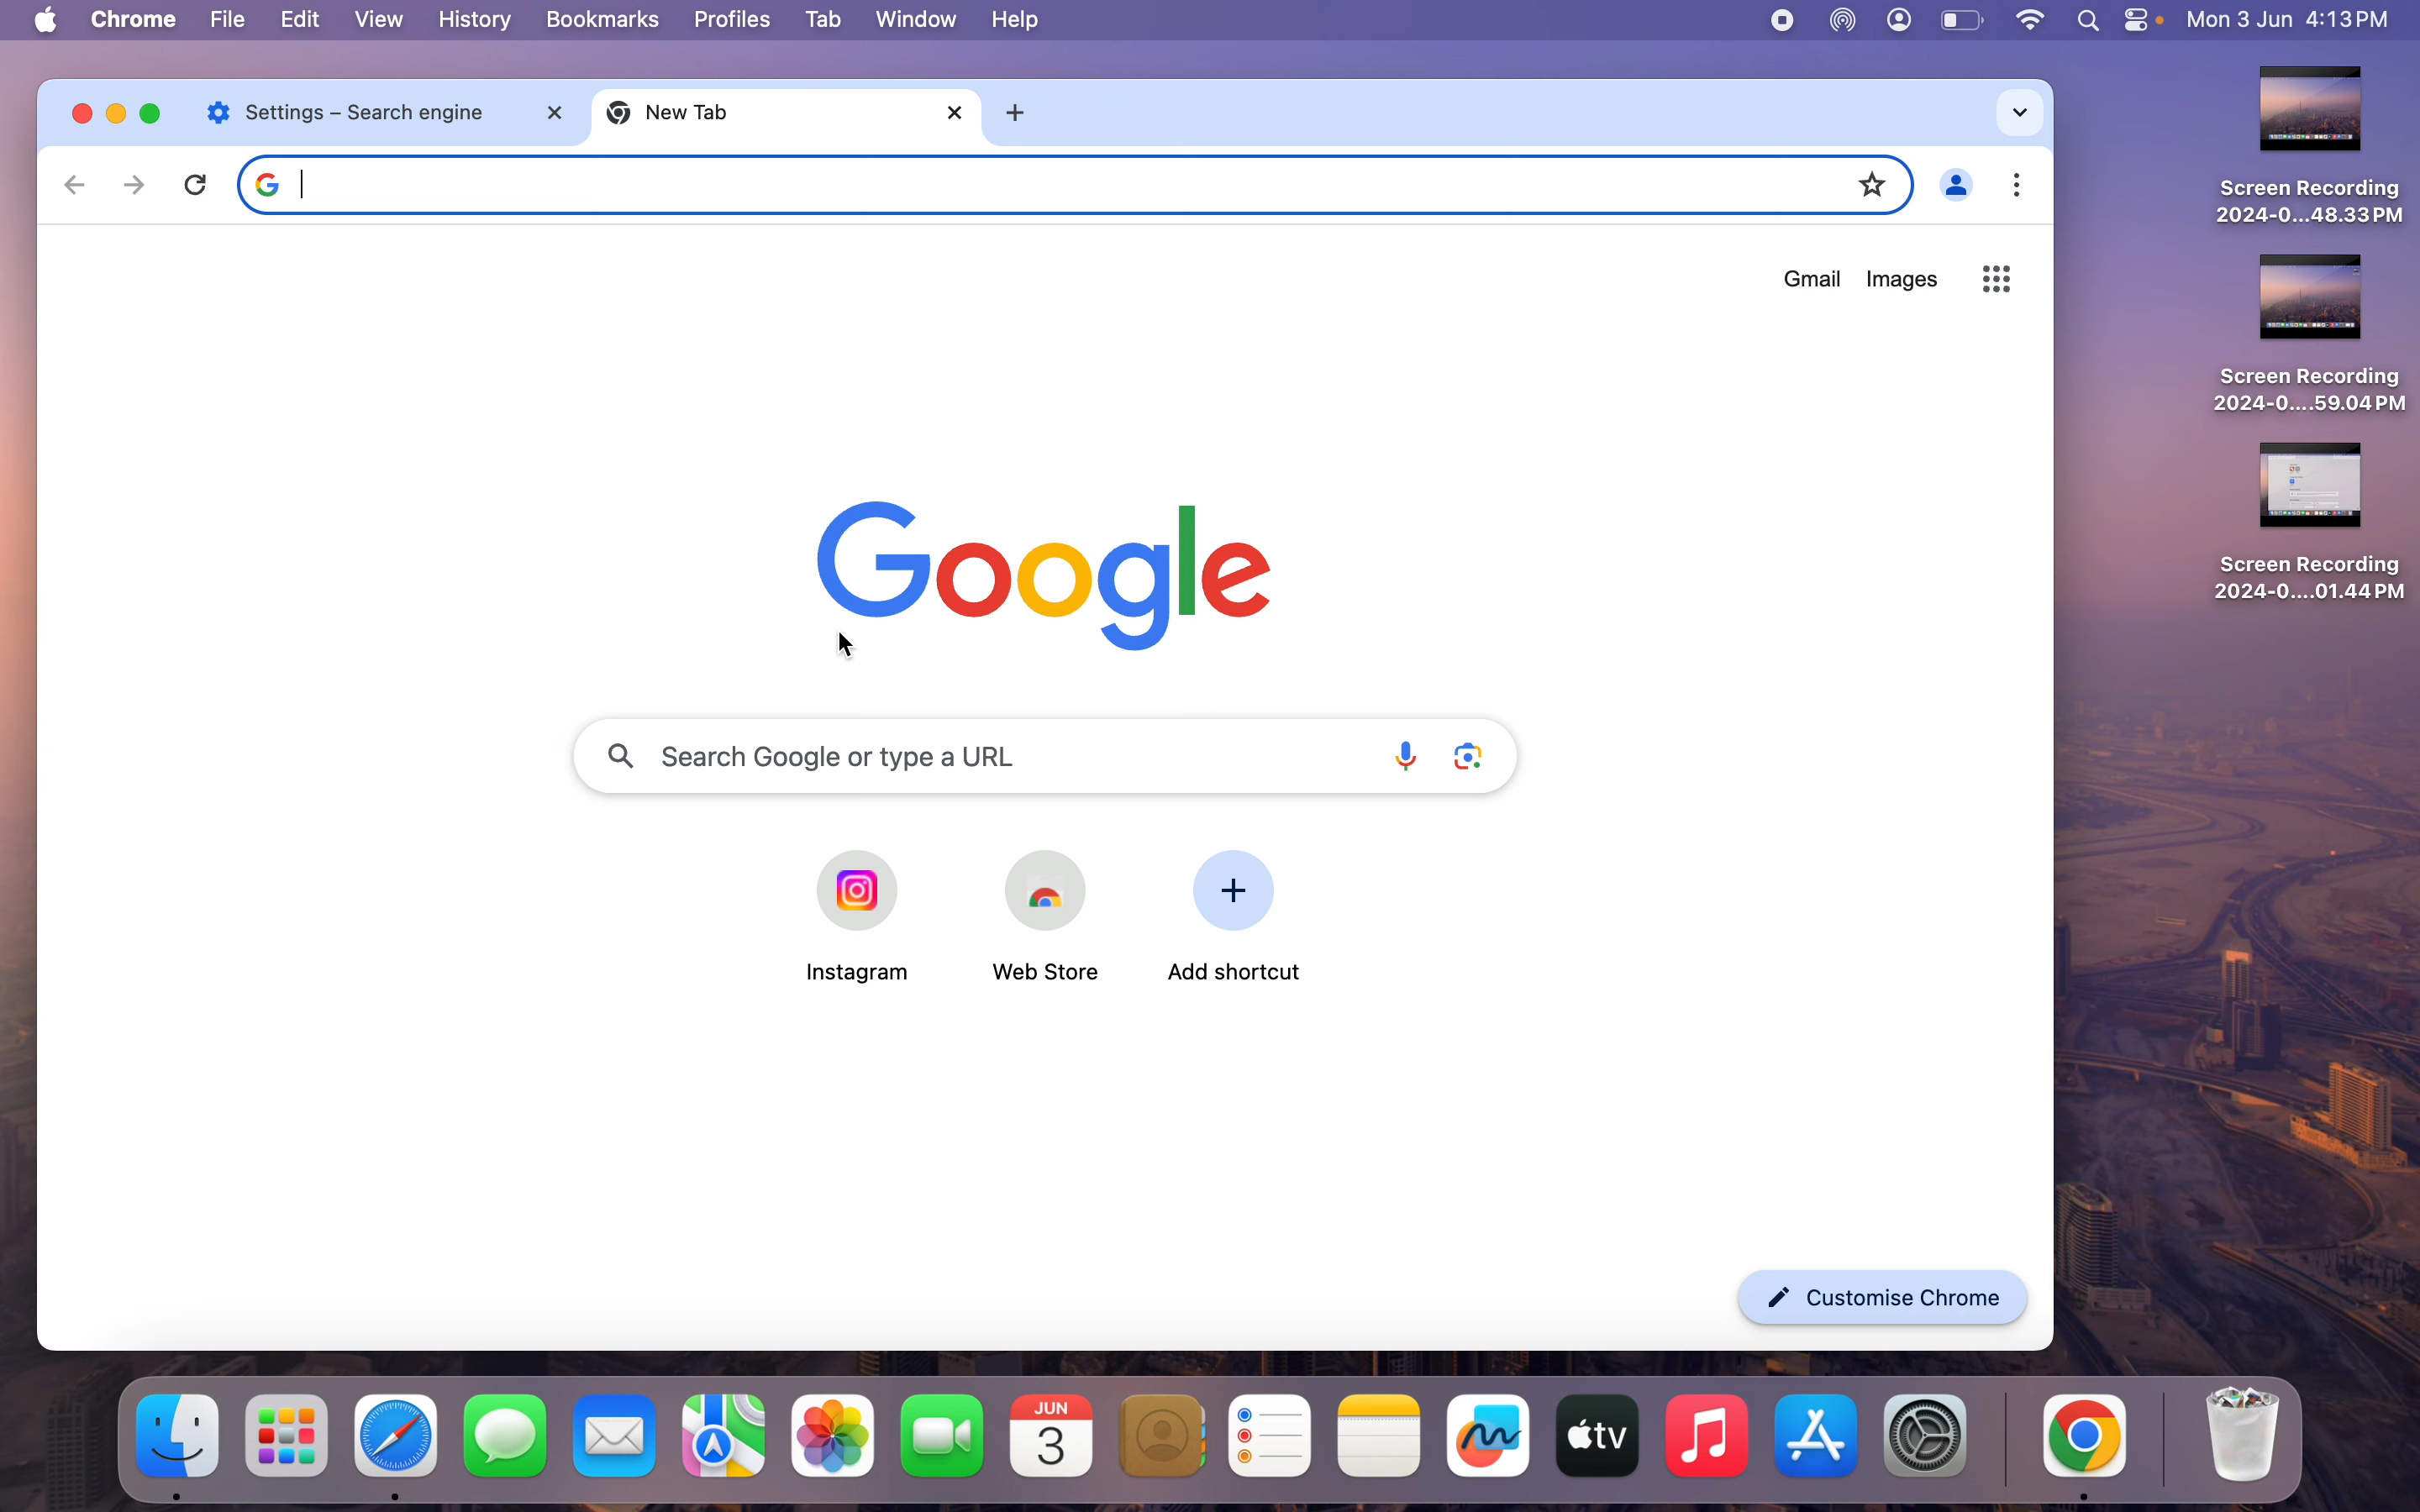 Chrome File Edit View History Bookmarks Profiles Tab Window Help Mon 3 Jun 4:13 PM
Settings – Search engine New Tab
Gmail Images
Google
Search Google or type a URL
Instagram Web Store Add shortcut
Customise Chrome
Screen Recording
2024-0...48.33 PM
Screen Recording
2024-0....59.04 PM
Screen Recording
2024-0....01.44 PM
JUN
3
tv